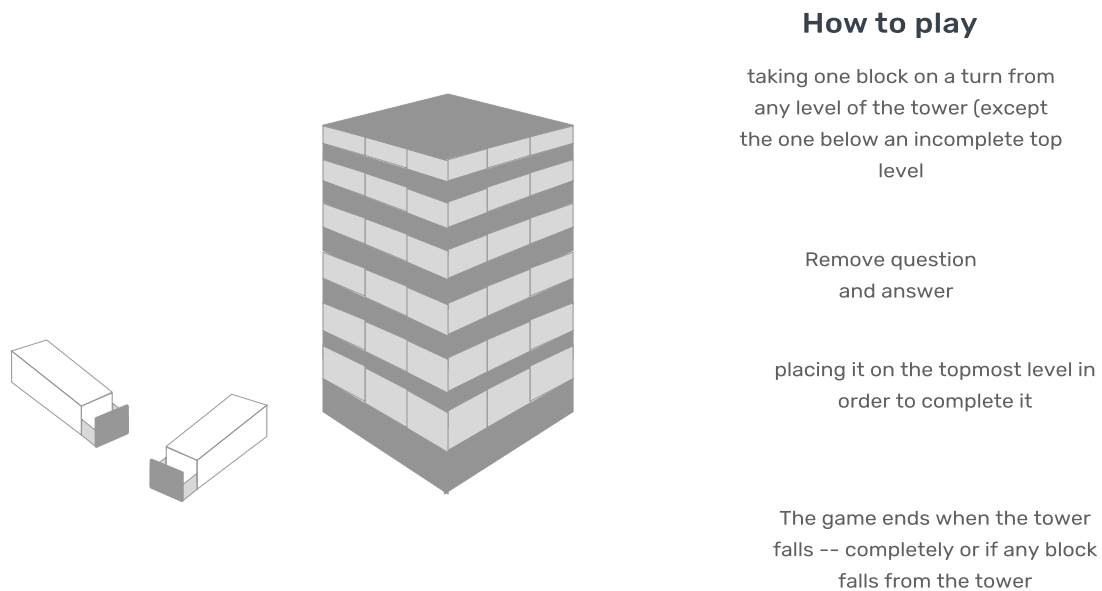 How to play
taking one block on a turn from
any level of the tower (except
the one below an incomplete top
level
Remove question
and answer
placing it on the topmost level in
order to complete it
The game ends when the tower
falls -- completely or if any block
falls from the tower